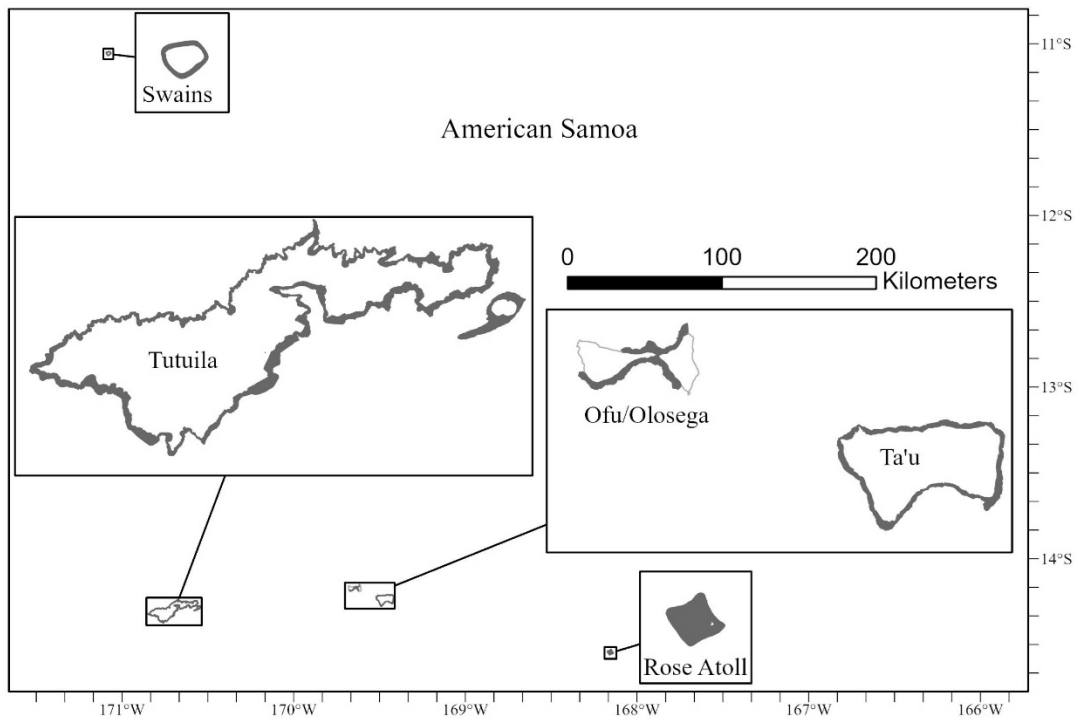 11°S
Swains
American Samoa
12°S
0 100 200
Kilometers
Tutuila
13°S
Ofu/Olosega
Ta'u
14°S
Rose Atoll
171°W 170°W 169°W 168°W 167°W 166°W